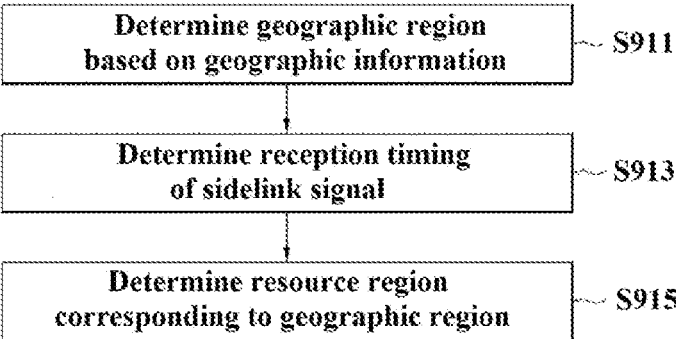 Determine geographic region
based on geographic information
S911
Determine reception timing
of sidelink signal
S913
Determine resource region
corresponding to geographic region
S915